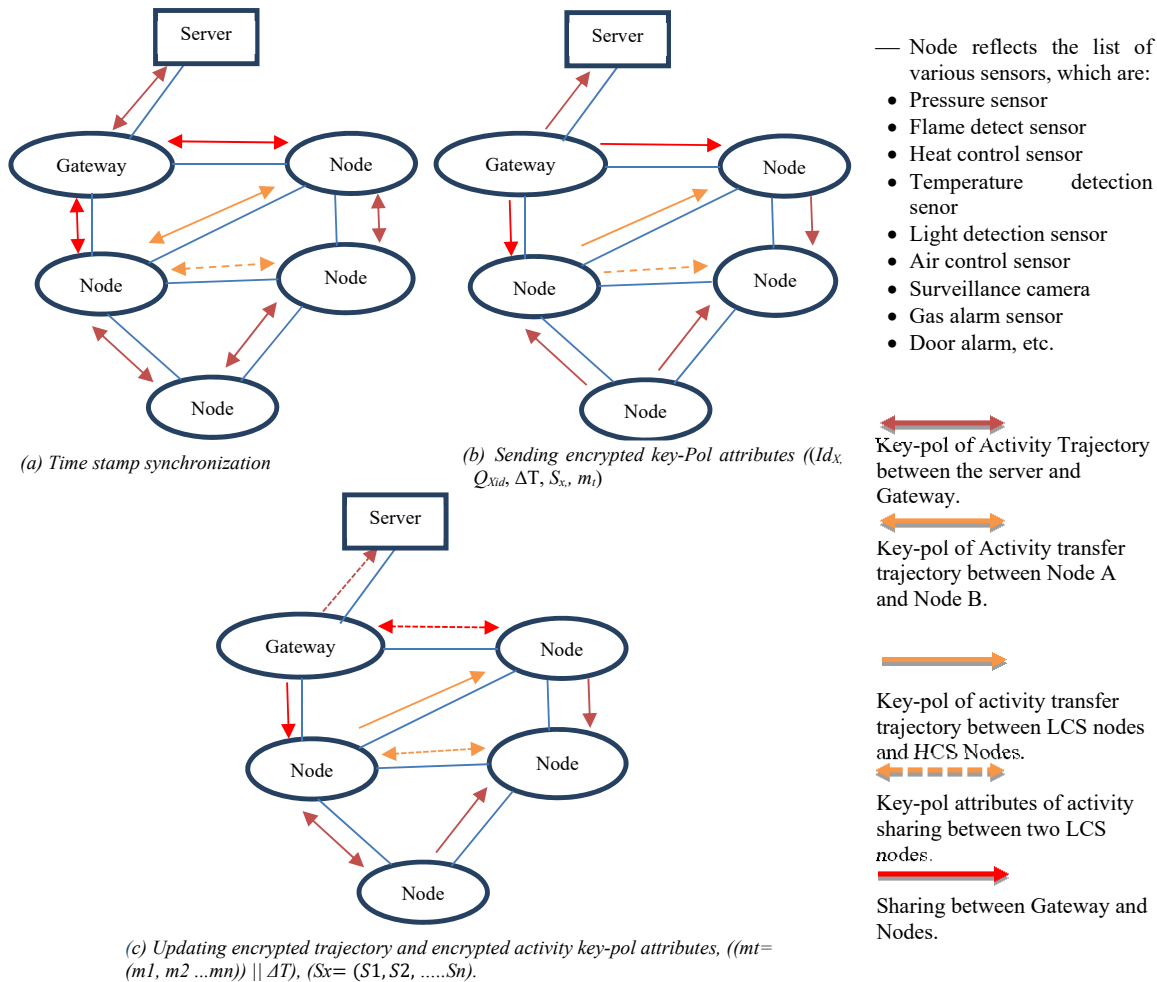 Server
Gateway
Node
Node
Node
Node
(a) Time stamp synchronization
Server
Gateway
Node
Node
Node
Node
(b) Sending encrypted key-Pol attributes ((IdX,
QXid, ΔT, Sx,, mt)
Server
Gateway
Node
Node
Node
Node
(c) Updating encrypted trajectory and encrypted activity key-pol attributes, ((mt=
(m1, m2 ...mn)) || ΔT), (Sx= (S1, S2, .....Sn).
— Node reflects the list of
various sensors, which are:
• Pressure sensor
• Flame detect sensor
• Heat control sensor
• Temperature detection
senor
• Light detection sensor
• Air control sensor
• Surveillance camera
• Gas alarm sensor
• Door alarm, etc.
Key-pol of Activity Trajectory
between the server and
Gateway.
Key-pol of Activity transfer
trajectory between Node A
and Node B.
Key-pol of activity transfer
trajectory between LCS nodes
and HCS Nodes.
Key-pol attributes of activity
sharing between two LCS
nodes.
Sharing between Gateway and
Nodes.